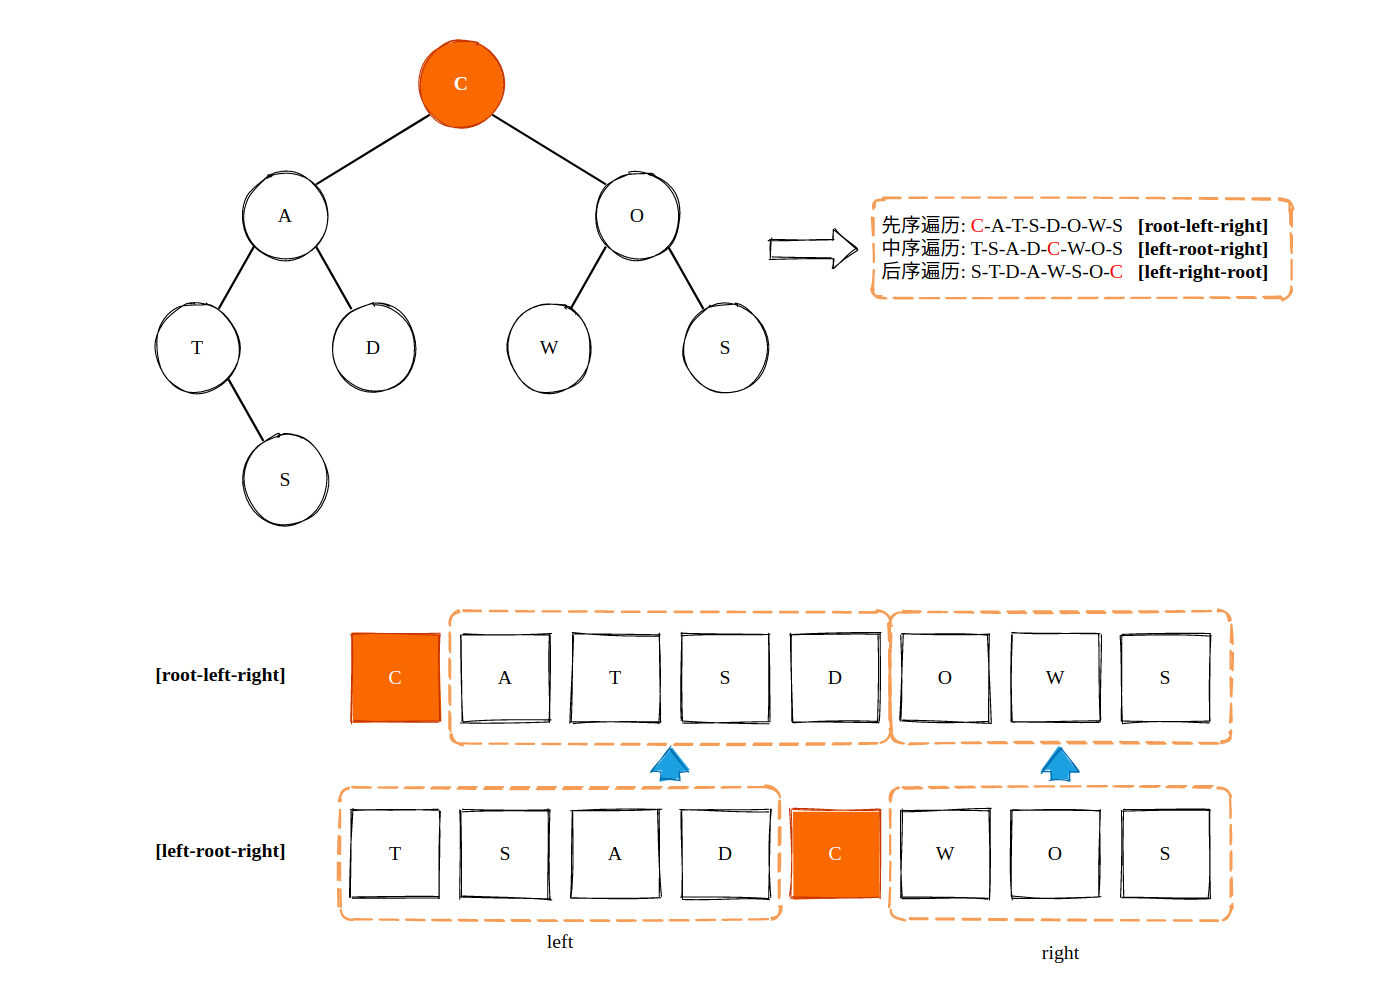 C
A
O
先序遍历: C-A-T-S-D-O-W-S [root-left-right]
中序遍历: T-S-A-D-C-W-O-S [left-root-right]
后序遍历: S-T-D-A-W-S-O-C [left-right-root]
T
D
W
S
S
[root-left-right] C A T S D O W S
[left-root-right] T S A D C W O S
left
right